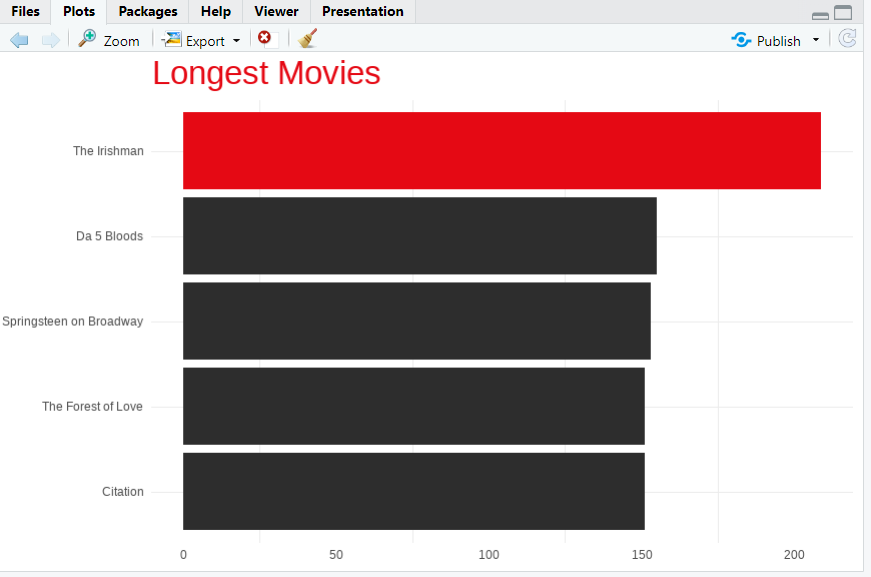 Files Plots Packages Help Viewer Presentation
Zoom Export Publish
Longest Movies
The Irishman
Da 5 Bloods
Springsteen on Broadway
The Forest of Love
Citation
0 50 100 150 200